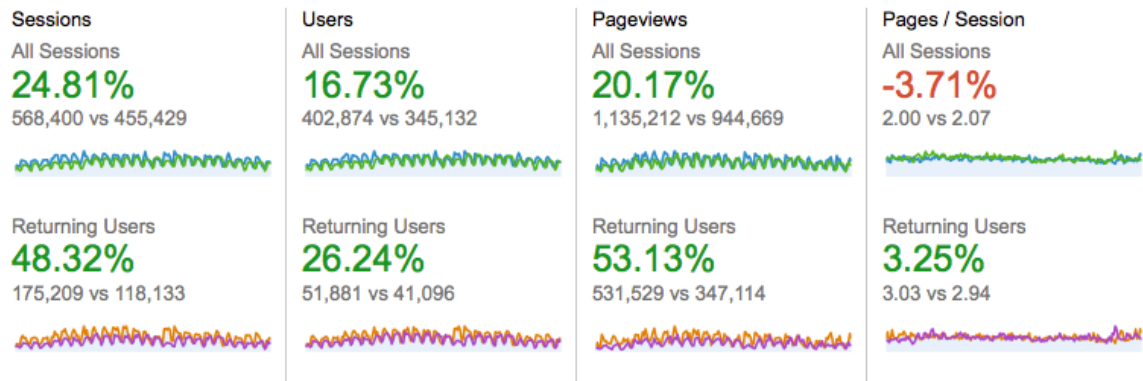 Sessions
All Sessions
24.81%
568,400 vs 455,429
Returning Users
48.32%
175,209 vs 118,133
Users
All Sessions
16.73%
402,874 vs 345,132
Returning Users
26.24%
51,881 vs 41,096
Pageviews
All Sessions
20.17%
1,135,212 vs 944,669
Returning Users
53.13%
531,529 vs 347,114
Pages / Session
All Sessions
-3.71%
2.00 vs 2.07
Returning Users
3.25%
3.03 vs 2.94